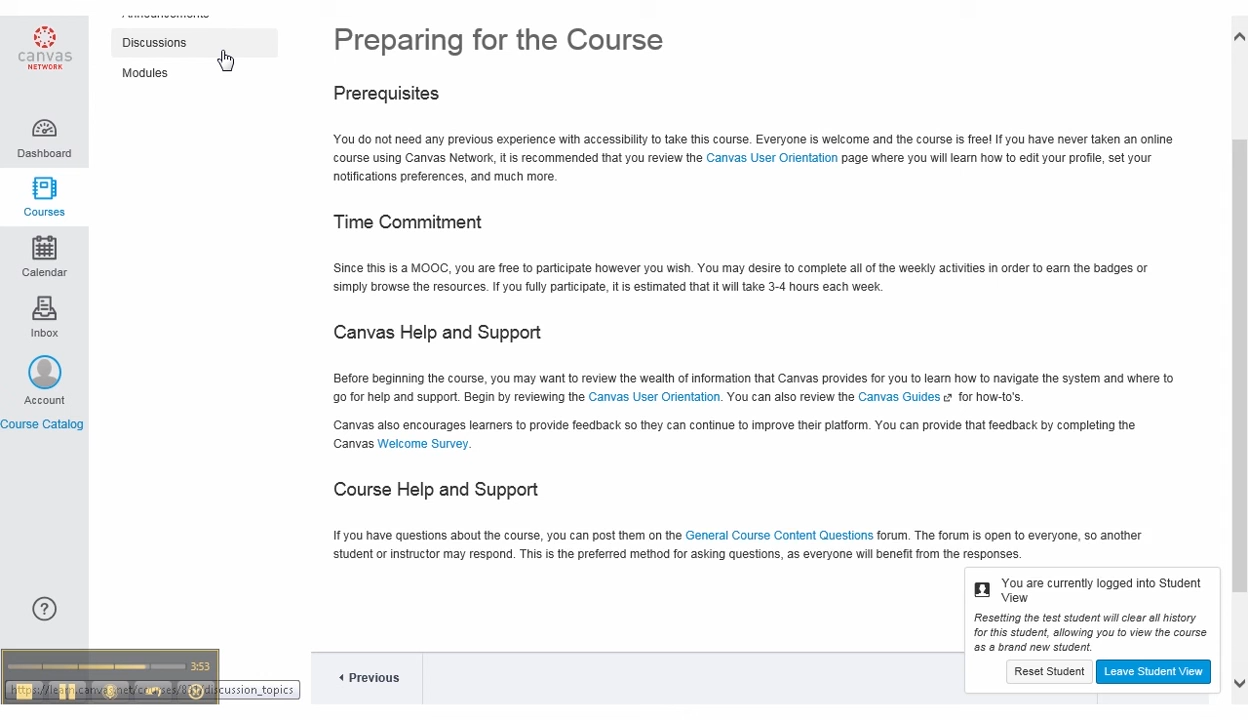 Announcements
canvas
NETWORK
Discussions
Modules
Dashboard
Courses
Calendar
Inbox
Account
Course Catalog
Preparing for the Course
Prerequisites
You do not need any previous experience with accessibility to take this course. Everyone is welcome and the course is free! If you have never taken an online
course using Canvas Network, it is recommended that you review the Canvas User Orientation page where you will learn how to edit your profile, set your
notifications preferences, and much more.
Time Commitment
Since this is a MOOC, you are free to participate however you wish. You may desire to complete all of the weekly activities in order to earn the badges or
simply browse the resources. If you fully participate, it is estimated that it will take 3-4 hours each week.
Canvas Help and Support
Before beginning the course, you may want to review the wealth of information that Canvas provides for you to learn how to navigate the system and where to
go for help and support. Begin by reviewing the Canvas User Orientation. You can also review the Canvas Guides for how-to's.
Canvas also encourages learners to provide feedback so they can continue to improve their platform. You can provide that feedback by completing the
Canvas Welcome Survey.
Course Help and Support
If you have questions about the course, you can post them on the General Course Content Questions forum. The forum is open to everyone, so another
student or instructor may respond. This is the preferred method for asking questions, as everyone will benefit from the responses.
You are currently logged into Student
View
Resetting the test student will clear all history
for this student, allowing you to view the course
as a brand new student.
Reset Student
Leave Student View
Previous
3:53